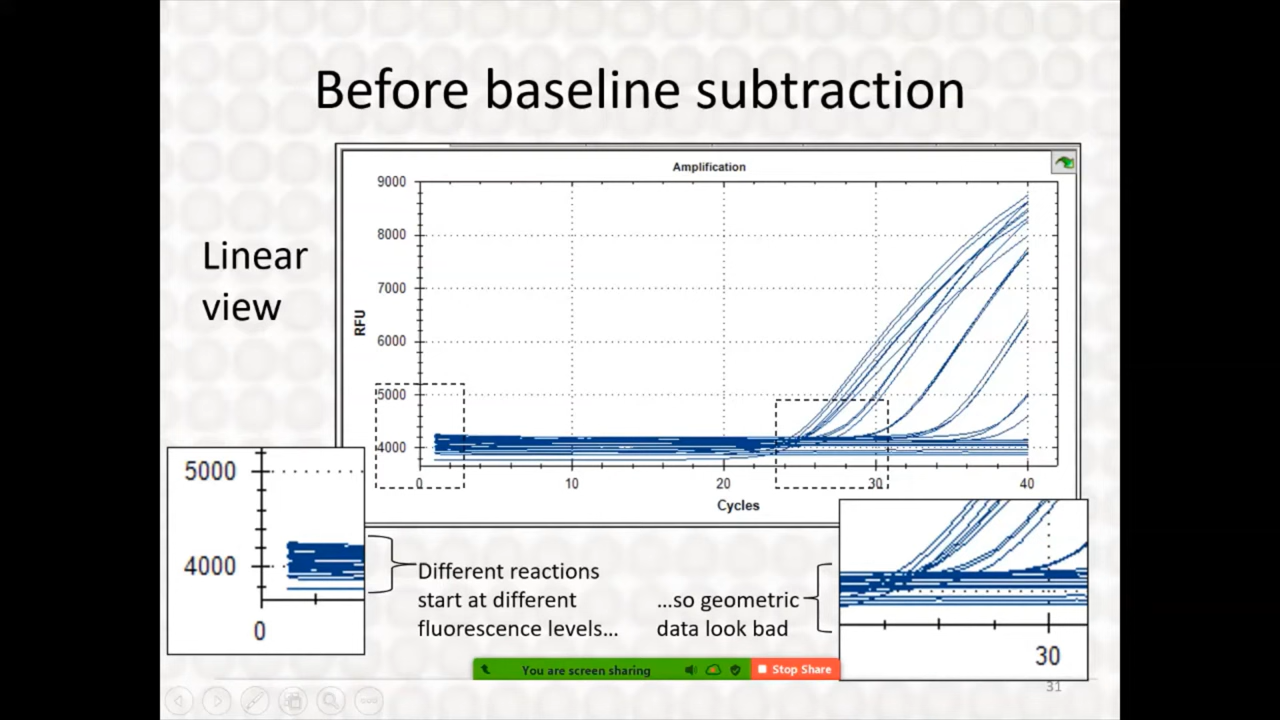 Before baseline subtraction
Linear
view
Amplification
9000
8000
7000
6000
5000
4000
RFU
0
10
20
30
40
Cycles
5000
4000
0
Different reactions
start at different
fluorescence levels...
...so geometric
data look bad
30
You are screen sharing
Stop Share
31